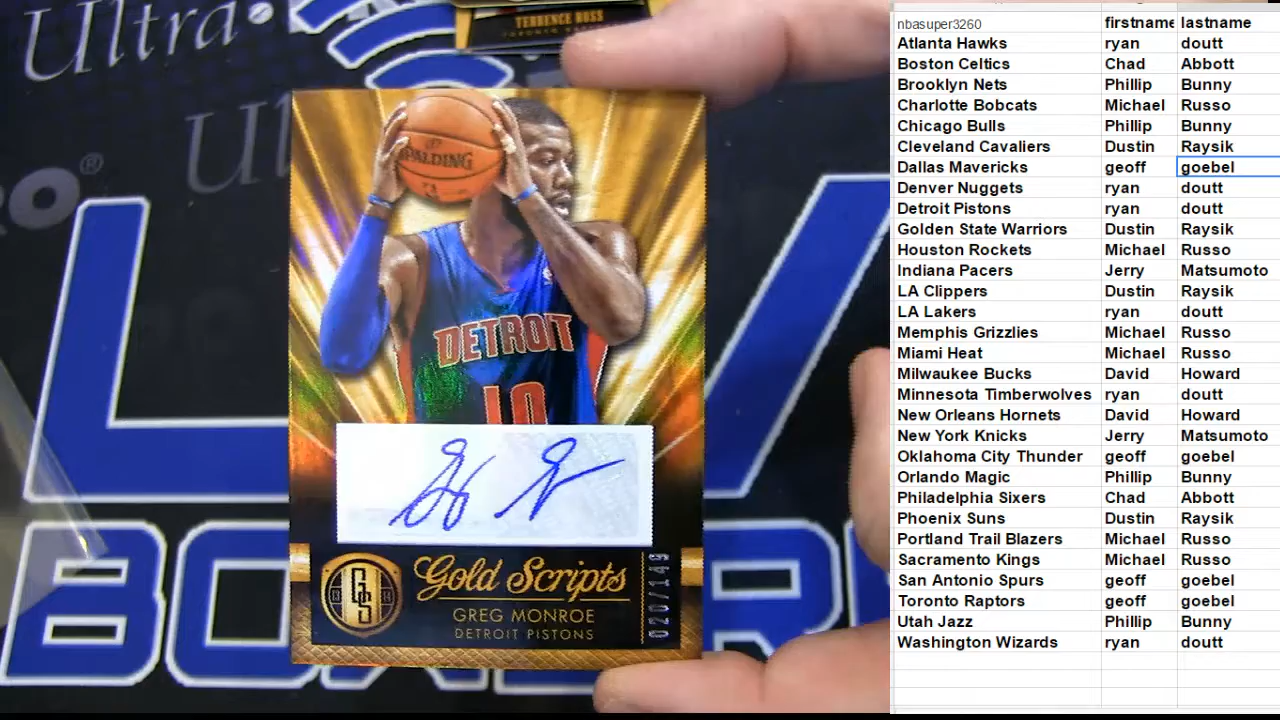 Ultra
TERRENCE ROSS
TORONTO RAPTORS
SPALDING
DETROIT
10
Gold Scripts
GREG MONROE
DETROIT PISTONS
020/149
nbasuper3260 firstname lastname
Atlanta Hawks ryan doutt
Boston Celtics Chad Abbott
Brooklyn Nets Phillip Bunny
Charlotte Bobcats Michael Russo
Chicago Bulls Phillip Bunny
Cleveland Cavaliers Dustin Raysik
Dallas Mavericks geoff goebel
Denver Nuggets ryan doutt
Detroit Pistons ryan doutt
Golden State Warriors Dustin Raysik
Houston Rockets Michael Russo
Indiana Pacers Jerry Matsumoto
LA Clippers Dustin Raysik
LA Lakers ryan doutt
Memphis Grizzlies Michael Russo
Miami Heat Michael Russo
Milwaukee Bucks David Howard
Minnesota Timberwolves ryan doutt
New Orleans Hornets David Howard
New York Knicks Jerry Matsumoto
Oklahoma City Thunder geoff goebel
Orlando Magic Phillip Bunny
Philadelphia Sixers Chad Abbott
Phoenix Suns Dustin Raysik
Portland Trail Blazers Michael Russo
Sacramento Kings Michael Russo
San Antonio Spurs geoff goebel
Toronto Raptors geoff goebel
Utah Jazz Phillip Bunny
Washington Wizards ryan doutt